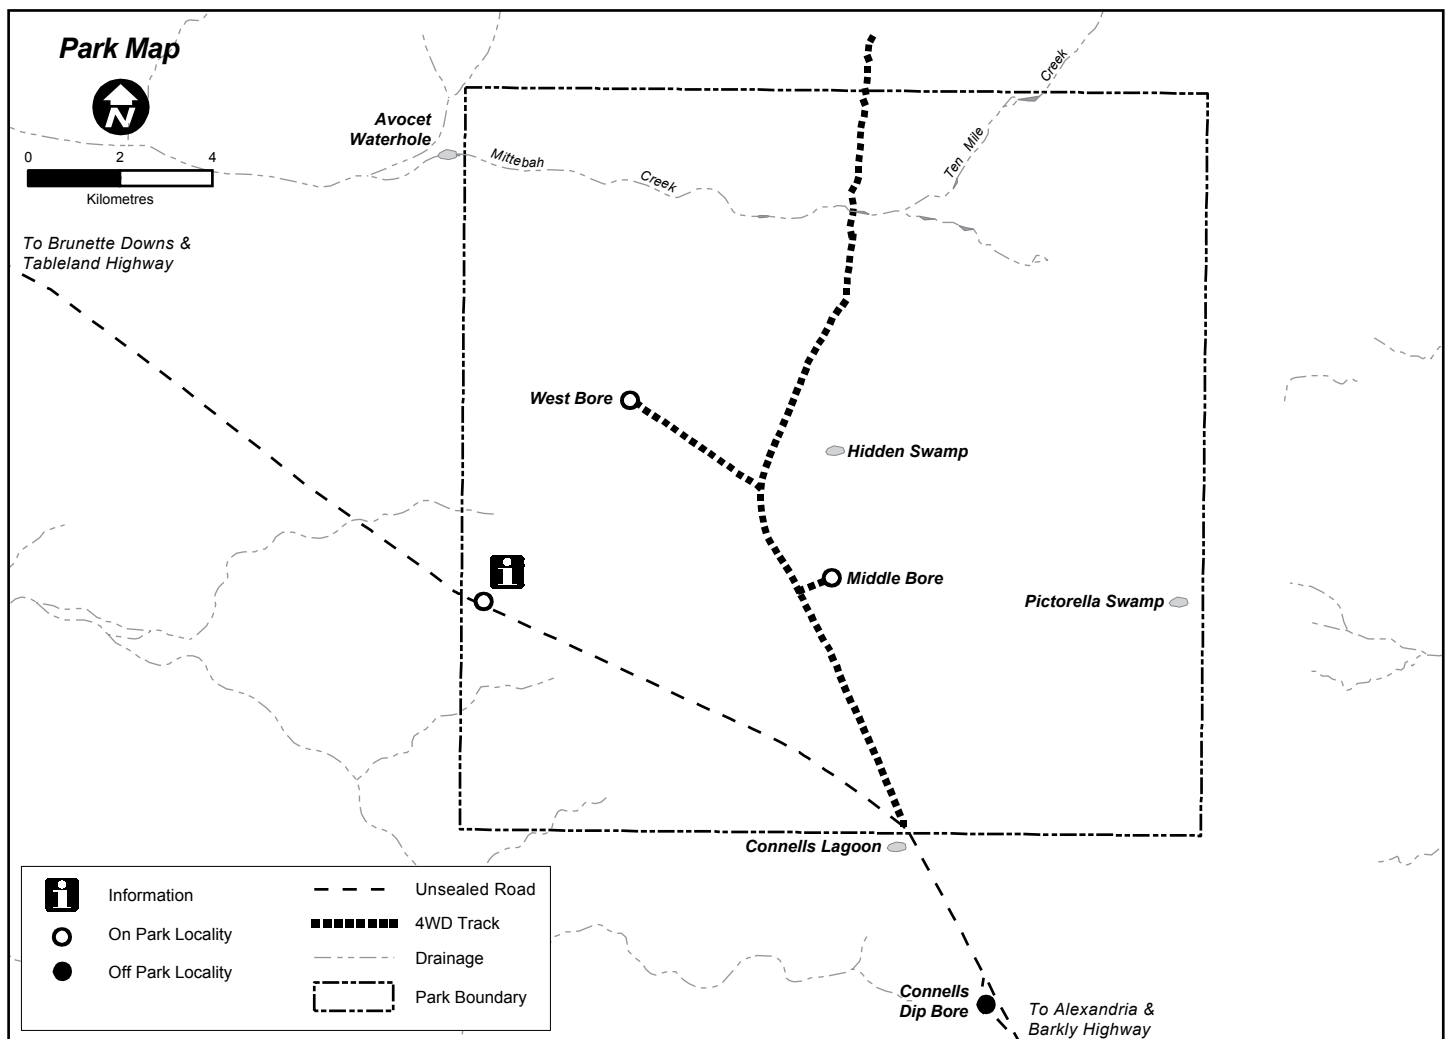 Park Map
N
0 2 4
Kilometres
Avocet
Waterhole
Mittebah
Creek
Ten Mile
Creek
To Brunette Downs &
Tableland Highway
West Bore
Hidden Swamp
i
Middle Bore
Pictorella Swamp
Connells Lagoon
Connells
Dip Bore
To Alexandria &
Barkly Highway
i
Information
On Park Locality
Off Park Locality
Unsealed Road
4WD Track
Drainage
Park Boundary